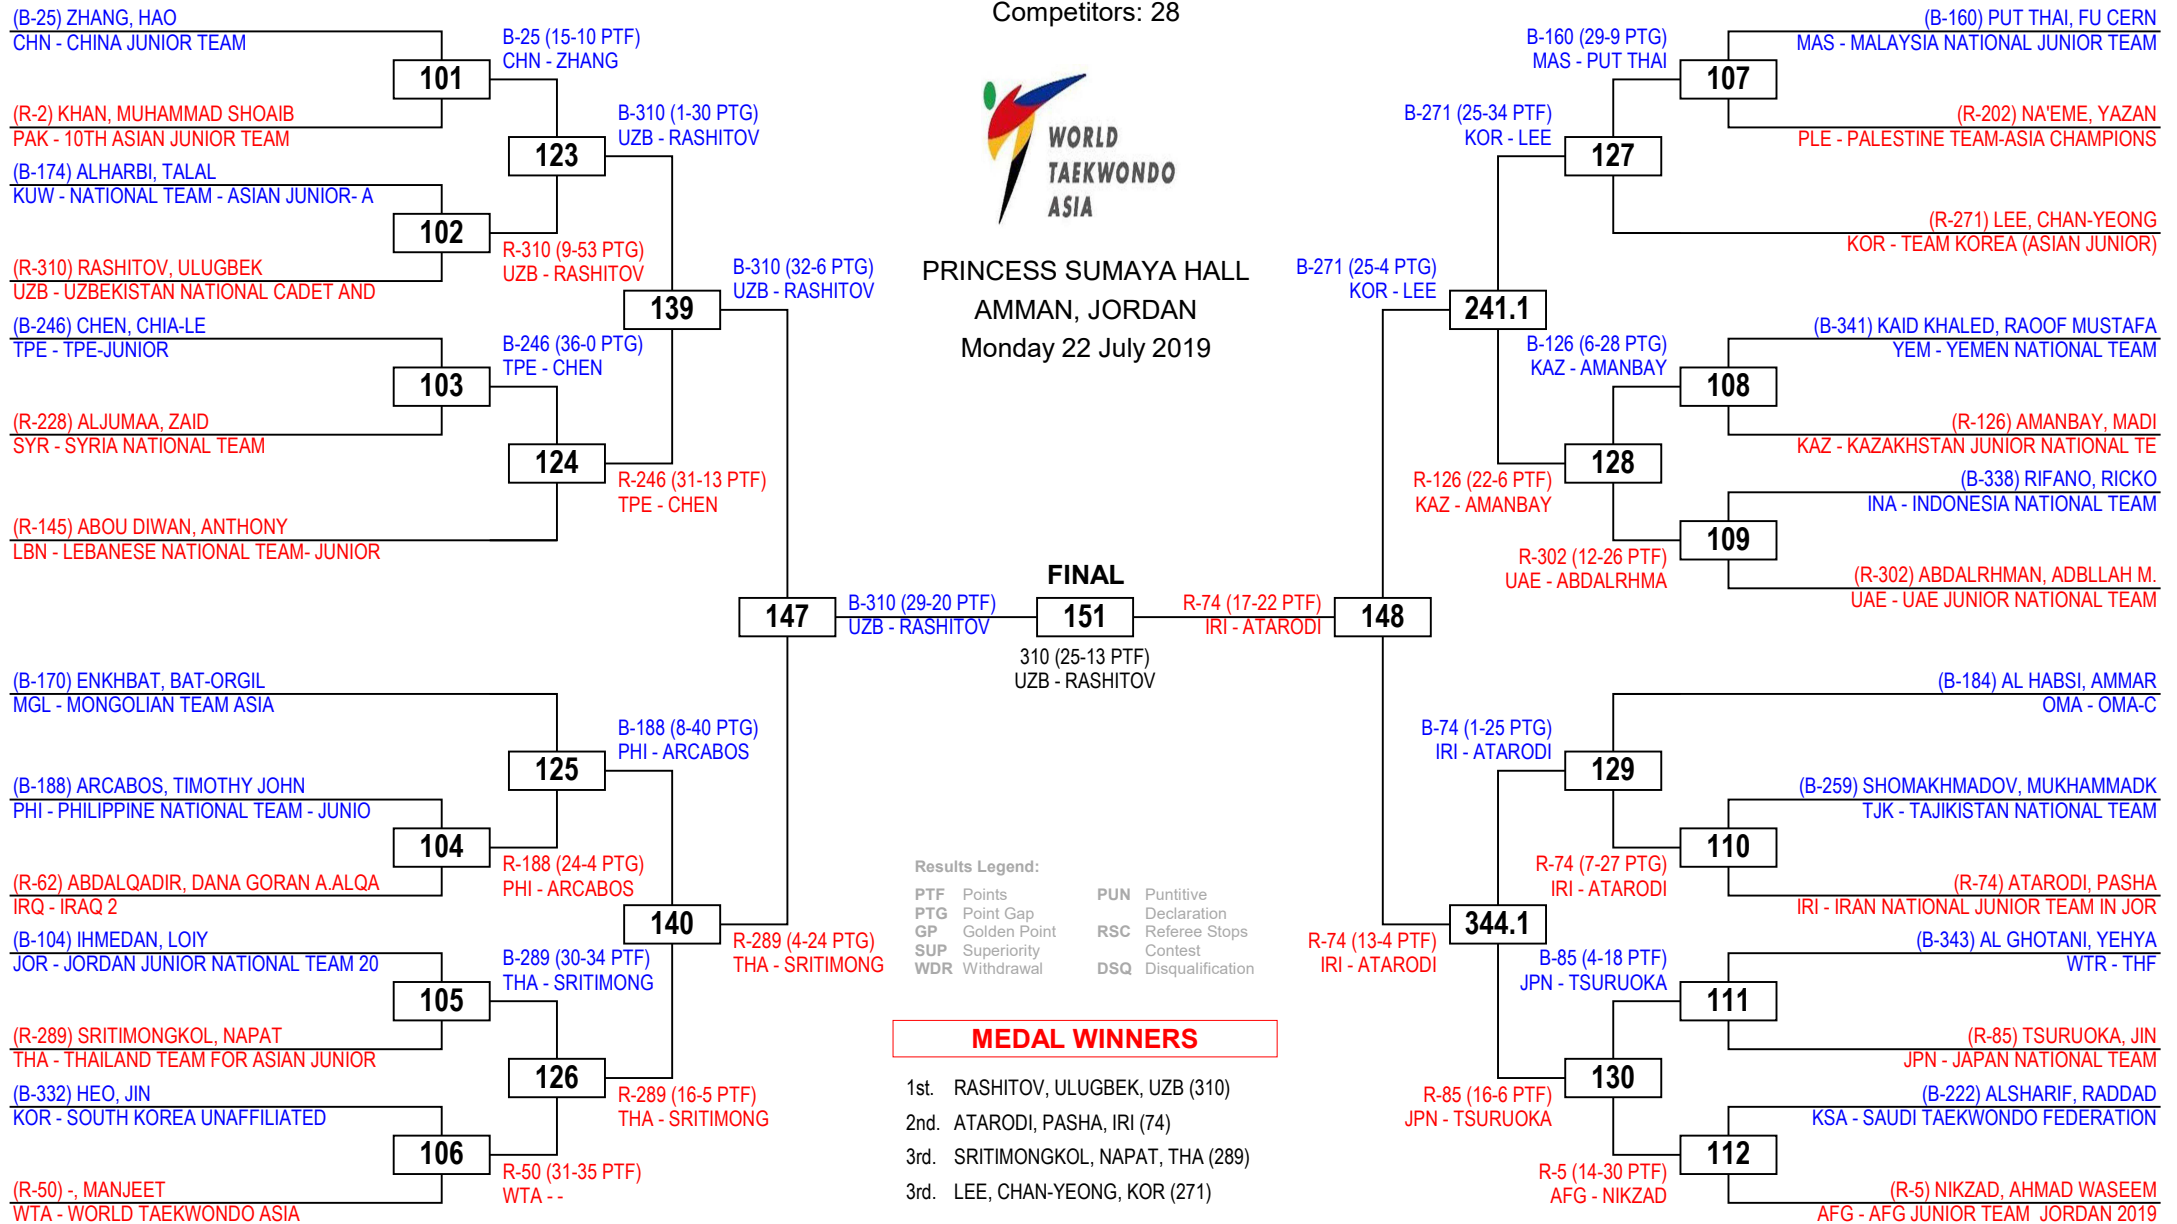 Competitors: 28
WORLD
TAEKWONDO
ASIA
PRINCESS SUMAYA HALL
AMMAN, JORDAN
Monday 22 July 2019
(B-25) ZHANG, HAO
CHN - CHINA JUNIOR TEAM
101
(R-2) KHAN, MUHAMMAD SHOAIB
PAK - 10TH ASIAN JUNIOR TEAM
(B-174) ALHARBI, TALAL
KUW - NATIONAL TEAM - ASIAN JUNIOR- A
102
(R-310) RASHITOV, ULUGBEK
UZB - UZBEKISTAN NATIONAL CADET AND
(B-246) CHEN, CHIA-LE
TPE - TPE-JUNIOR
103
(R-228) ALJUMAA, ZAID
SYR - SYRIA NATIONAL TEAM
(R-145) ABOU DIWAN, ANTHONY
LBN - LEBANESE NATIONAL TEAM- JUNIOR
(B-170) ENKHBAT, BAT-ORGIL
MGL - MONGOLIAN TEAM ASIA
(B-188) ARCABOS, TIMOTHY JOHN
PHI - PHILIPPINE NATIONAL TEAM - JUNIO
104
(R-62) ABDALQADIR, DANA GORAN A.ALQA
IRQ - IRAQ 2
(B-104) IHMEDAN, LOIY
JOR - JORDAN JUNIOR NATIONAL TEAM 20
105
(R-289) SRITIMONGKOL, NAPAT
THA - THAILAND TEAM FOR ASIAN JUNIOR
(B-332) HEO, JIN
KOR - SOUTH KOREA UNAFFILIATED
106
(R-50) -, MANJEET
WTA - WORLD TAEKWONDO ASIA
B-25 (15-10 PTF)
CHN - ZHANG
123
R-310 (9-53 PTG)
UZB - RASHITOV
B-246 (36-0 PTG)
TPE - CHEN
124
125
R-188 (24-4 PTG)
PHI - ARCABOS
B-289 (30-34 PTF)
THA - SRITIMONG
126
R-50 (31-35 PTF)
WTA - -
B-310 (1-30 PTG)
UZB - RASHITOV
139
R-246 (31-13 PTF)
TPE - CHEN
B-188 (8-40 PTG)
PHI - ARCABOS
140
R-289 (16-5 PTF)
THA - SRITIMONG
B-310 (32-6 PTG)
UZB - RASHITOV
147
R-289 (4-24 PTG)
THA - SRITIMONG
B-310 (29-20 PTF)
UZB - RASHITOV
FINAL
151
310 (25-13 PTF)
UZB - RASHITOV
R-74 (17-22 PTF)
IRI - ATARODI
148
B-271 (25-4 PTG)
KOR - LEE
R-74 (13-4 PTF)
IRI - ATARODI
B-271 (25-34 PTF)
KOR - LEE
241.1
R-126 (22-6 PTF)
KAZ - AMANBAY
B-74 (1-25 PTG)
IRI - ATARODI
344.1
R-85 (16-6 PTF)
JPN - TSURUOKA
B-160 (29-9 PTG)
MAS - PUT THAI
127
B-126 (6-28 PTG)
KAZ - AMANBAY
128
R-302 (12-26 PTF)
UAE - ABDALRHMA
129
R-74 (7-27 PTG)
IRI - ATARODI
B-85 (4-18 PTF)
JPN - TSURUOKA
130
R-5 (14-30 PTF)
AFG - NIKZAD
(B-160) PUT THAI, FU CERN
MAS - MALAYSIA NATIONAL JUNIOR TEAM
107
(R-202) NA'EME, YAZAN
PLE - PALESTINE TEAM-ASIA CHAMPIONS
(R-271) LEE, CHAN-YEONG
KOR - TEAM KOREA (ASIAN JUNIOR)
(B-341) KAID KHALED, RAOOF MUSTAFA
YEM - YEMEN NATIONAL TEAM
108
(R-126) AMANBAY, MADI
KAZ - KAZAKHSTAN JUNIOR NATIONAL TE
(B-338) RIFANO, RICKO
INA - INDONESIA NATIONAL TEAM
109
(R-302) ABDALRHMAN, ADBLLAH M.
UAE - UAE JUNIOR NATIONAL TEAM
(B-184) AL HABSI, AMMAR
OMA - OMA-C
(B-259) SHOMAKHMADOV, MUKHAMMADK
TJK - TAJIKISTAN NATIONAL TEAM
110
(R-74) ATARODI, PASHA
IRI - IRAN NATIONAL JUNIOR TEAM IN JOR
(B-343) AL GHOTANI, YEHYA
WTR - THF
111
(R-85) TSURUOKA, JIN
JPN - JAPAN NATIONAL TEAM
(B-222) ALSHARIF, RADDAD
KSA - SAUDI TAEKWONDO FEDERATION
112
(R-5) NIKZAD, AHMAD WASEEM
AFG - AFG JUNIOR TEAM JORDAN 2019
Results Legend:
PTF Points
PTG Point Gap
GP Golden Point
SUP Superiority
WDR Withdrawal
PUN Puntitive
Declaration
RSC Referee Stops
Contest
DSQ Disqualification
MEDAL WINNERS
1st. RASHITOV, ULUGBEK, UZB (310)
2nd. ATARODI, PASHA, IRI (74)
3rd. SRITIMONGKOL, NAPAT, THA (289)
3rd. LEE, CHAN-YEONG, KOR (271)